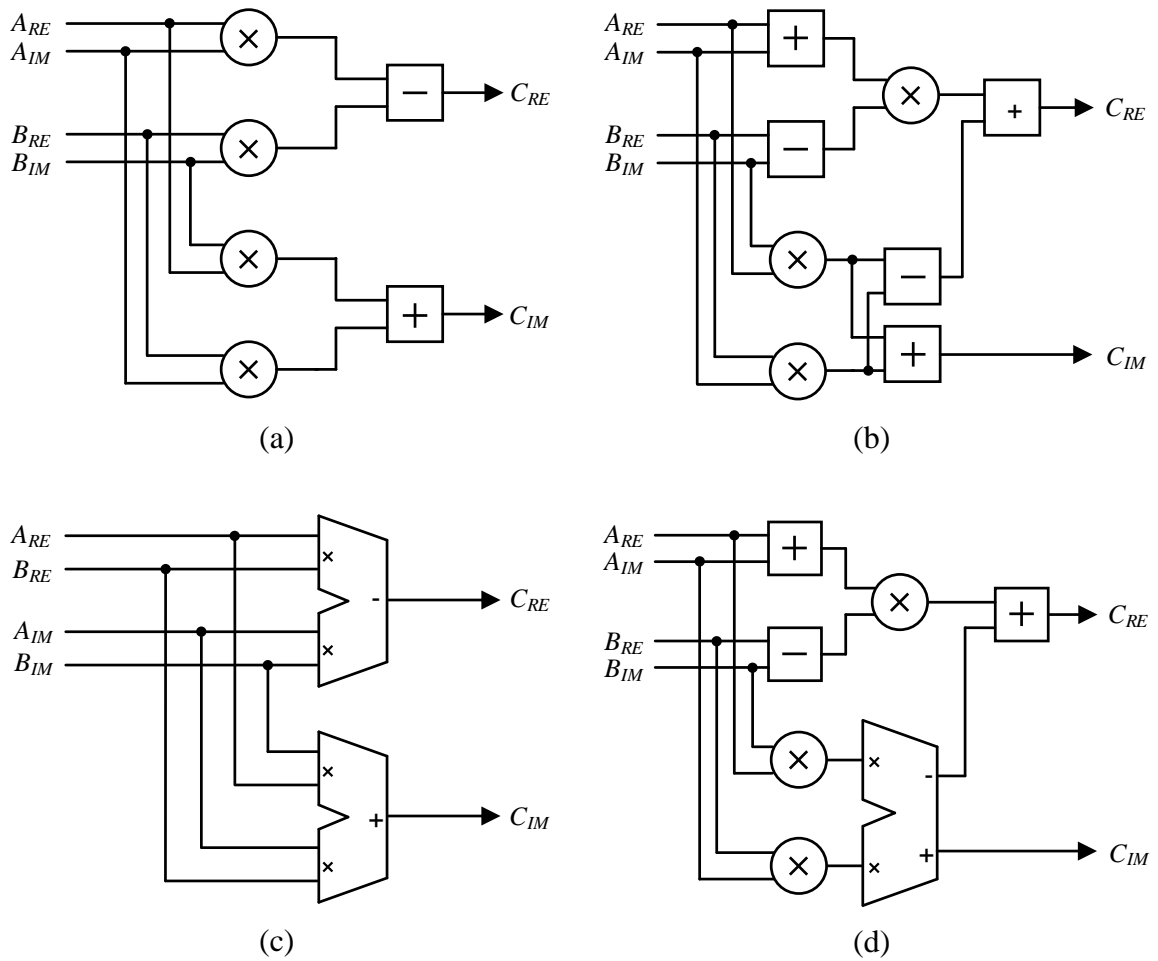 A_RE
A_IM
B_RE
B_IM
×
×
×
×
−
+
C_RE
C_IM
(a)
A_RE
A_IM
B_RE
B_IM
+
−
×
×
×
−
+
+
C_RE
C_IM
(b)
A_RE
B_RE
A_IM
B_IM
×
×
-
×
×
+
C_RE
C_IM
(c)
A_RE
A_IM
B_RE
B_IM
+
−
×
×
×
×
×
-
+
+
C_RE
C_IM
(d)